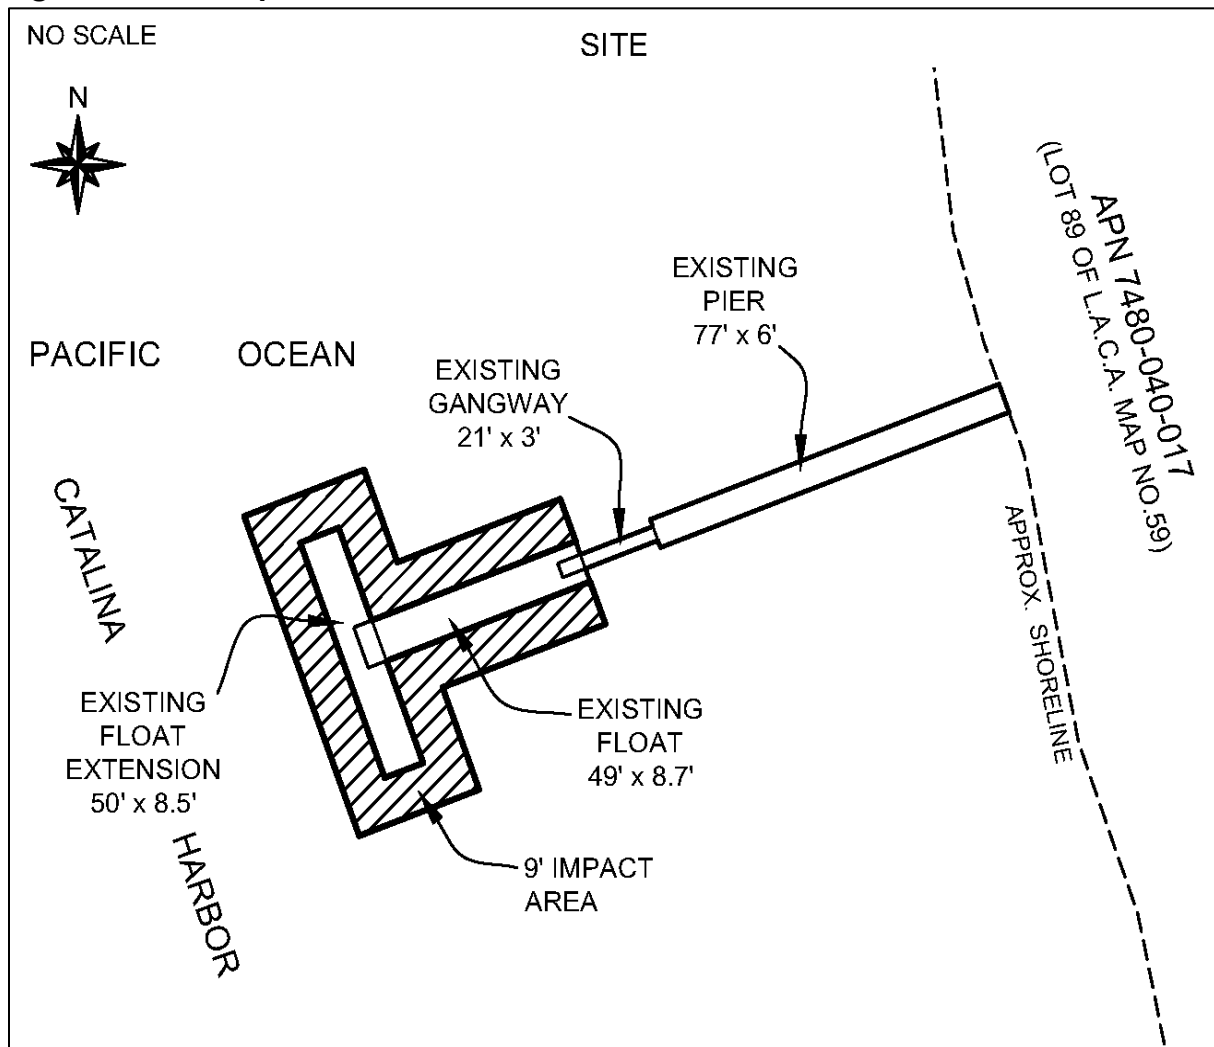 NO SCALE
SITE
N
APN 7480-040-017
(LOT 89 OF L.A.C.A. MAP NO.59)
EXISTING
PIER
77' x 6'
PACIFIC OCEAN
EXISTING
GANGWAY
21' x 3'
CATALINA
HARBOR
APPROX. SHORELINE
EXISTING
FLOAT
EXTENSION
50' x 8.5'
EXISTING
FLOAT
49' x 8.7'
9' IMPACT
AREA